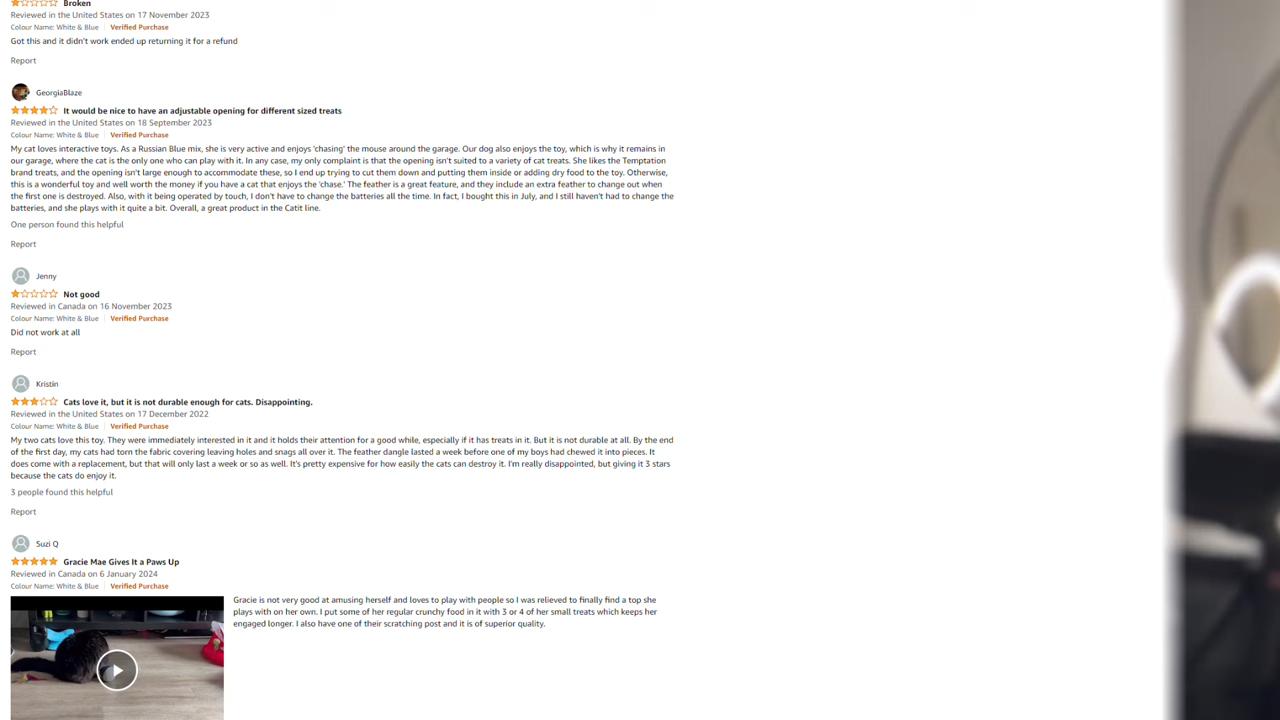 Broken
Reviewed in the United States on 17 November 2023
Colour Name: White & Blue | Verified Purchase
Got this and it didn't work ended up returning it for a refund
Report
GeorgiaBlaze
It would be nice to have an adjustable opening for different sized treats
Reviewed in the United States on 18 September 2023
Colour Name: White & Blue | Verified Purchase
My cat loves interactive toys. As a Russian Blue mix, she is very active and enjoys 'chasing' the mouse around the garage. Our dog also enjoys the toy, which is why it remains in
our garage, where the cat is the only one who can play with it. In any case, my only complaint is that the opening isn't suited to a variety of cat treats. She likes the Temptation
brand treats, and the opening isn't large enough to accommodate these, so I end up trying to cut them down and putting them inside or adding dry food to the toy. Otherwise,
this is a wonderful toy and well worth the money if you have a cat that enjoys the 'chase.' The feather is a great feature, and they include an extra feather to change out when
the first one is destroyed. Also, with it being operated by touch, I don't have to change the batteries all the time. In fact, I bought this in July, and I still haven't had to change the
batteries, and she plays with it quite a bit. Overall, a great product in the Catit line.
One person found this helpful
Report
Jenny
Not good
Reviewed in Canada on 16 November 2023
Colour Name: White & Blue | Verified Purchase
Did not work at all
Report
Kristin
Cats love it, but it is not durable enough for cats. Disappointing.
Reviewed in the United States on 17 December 2022
Colour Name: White & Blue | Verified Purchase
My two cats love this toy. They were immediately interested in it and it holds their attention for a good while, especially if it has treats in it. But it is not durable at all. By the end
of the first day, my cats had torn the fabric covering leaving holes and snags all over it. The feather dangle lasted a week before one of my boys had chewed it into pieces. It
does come with a replacement, but that will only last a week or so as well. It's pretty expensive for how easily the cats can destroy it. I'm really disappointed, but giving it 3 stars
because the cats do enjoy it.
3 people found this helpful
Report
Suzi Q
Gracie Mae Gives It a Paws Up
Reviewed in Canada on 6 January 2024
Colour Name: White & Blue | Verified Purchase
Gracie is not very good at amusing herself and loves to play with people so I was relieved to finally find a top she
plays with on her own. I put some of her regular crunchy food in it with 3 or 4 of her small treats which keeps her
engaged longer. I also have one of their scratching post and it is of superior quality.